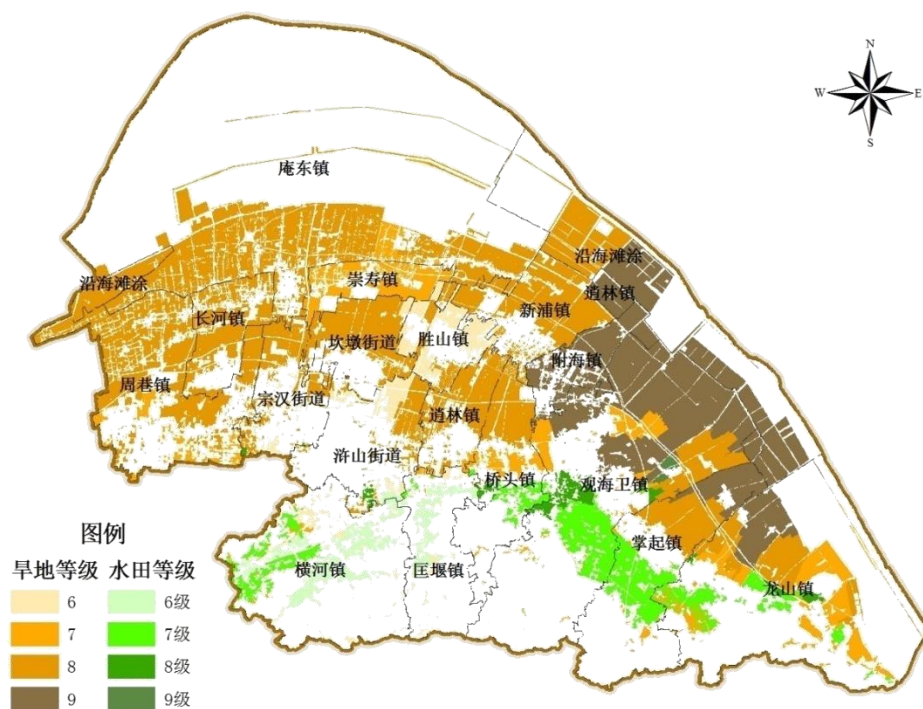 N
W E
S
庵东镇
沿海滩涂
沿海滩涂
崇寿镇
逍林镇
长河镇
新浦镇
坎墩街道
胜山镇
附海镇
周巷镇
宗汉街道
逍林镇
浒山街道
桥头镇
观海卫镇
掌起镇
横河镇
匡堰镇
龙山镇
图例
旱地等级 水田等级
6 6级
7 7级
8 8级
9 9级